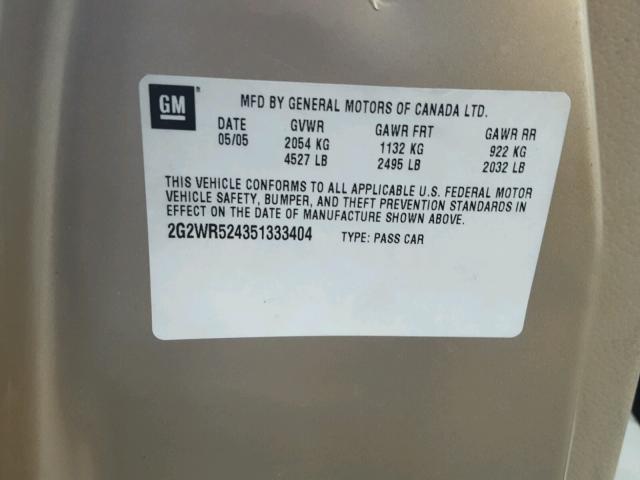 GM
MFD BY GENERAL MOTORS OF CANADA LTD.
DATE GVWR GAWR FRT GAWR RR
05/05 2054 KG 1132 KG 922 KG
4527 LB 2495 LB 2032 LB
THIS VEHICLE CONFORMS TO ALL APPLICABLE U.S. FEDERAL MOTOR
VEHICLE SAFETY, BUMPER, AND THEFT PREVENTION STANDARDS IN
EFFECT ON THE DATE OF MANUFACTURE SHOWN ABOVE.
2G2WR524351333404 TYPE: PASS CAR